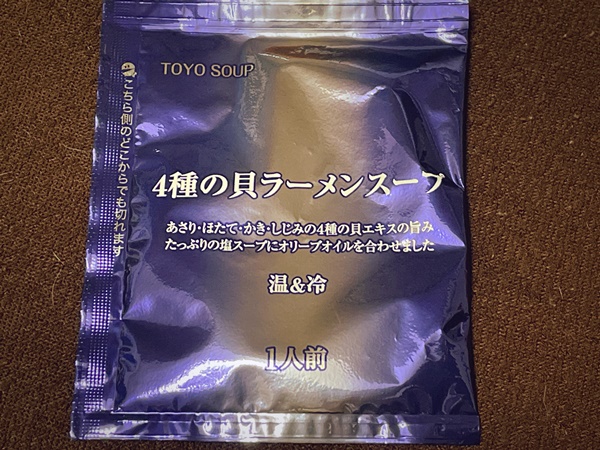 TOYO SOUP
こちら側のどこからでも切れます
4種の貝ラーメンスープ
あさり・ほたて・かき・しじみの4種の貝エキスの旨み
たっぷりの塩スープにオリーブオイルを合わせました
温&冷
1人前